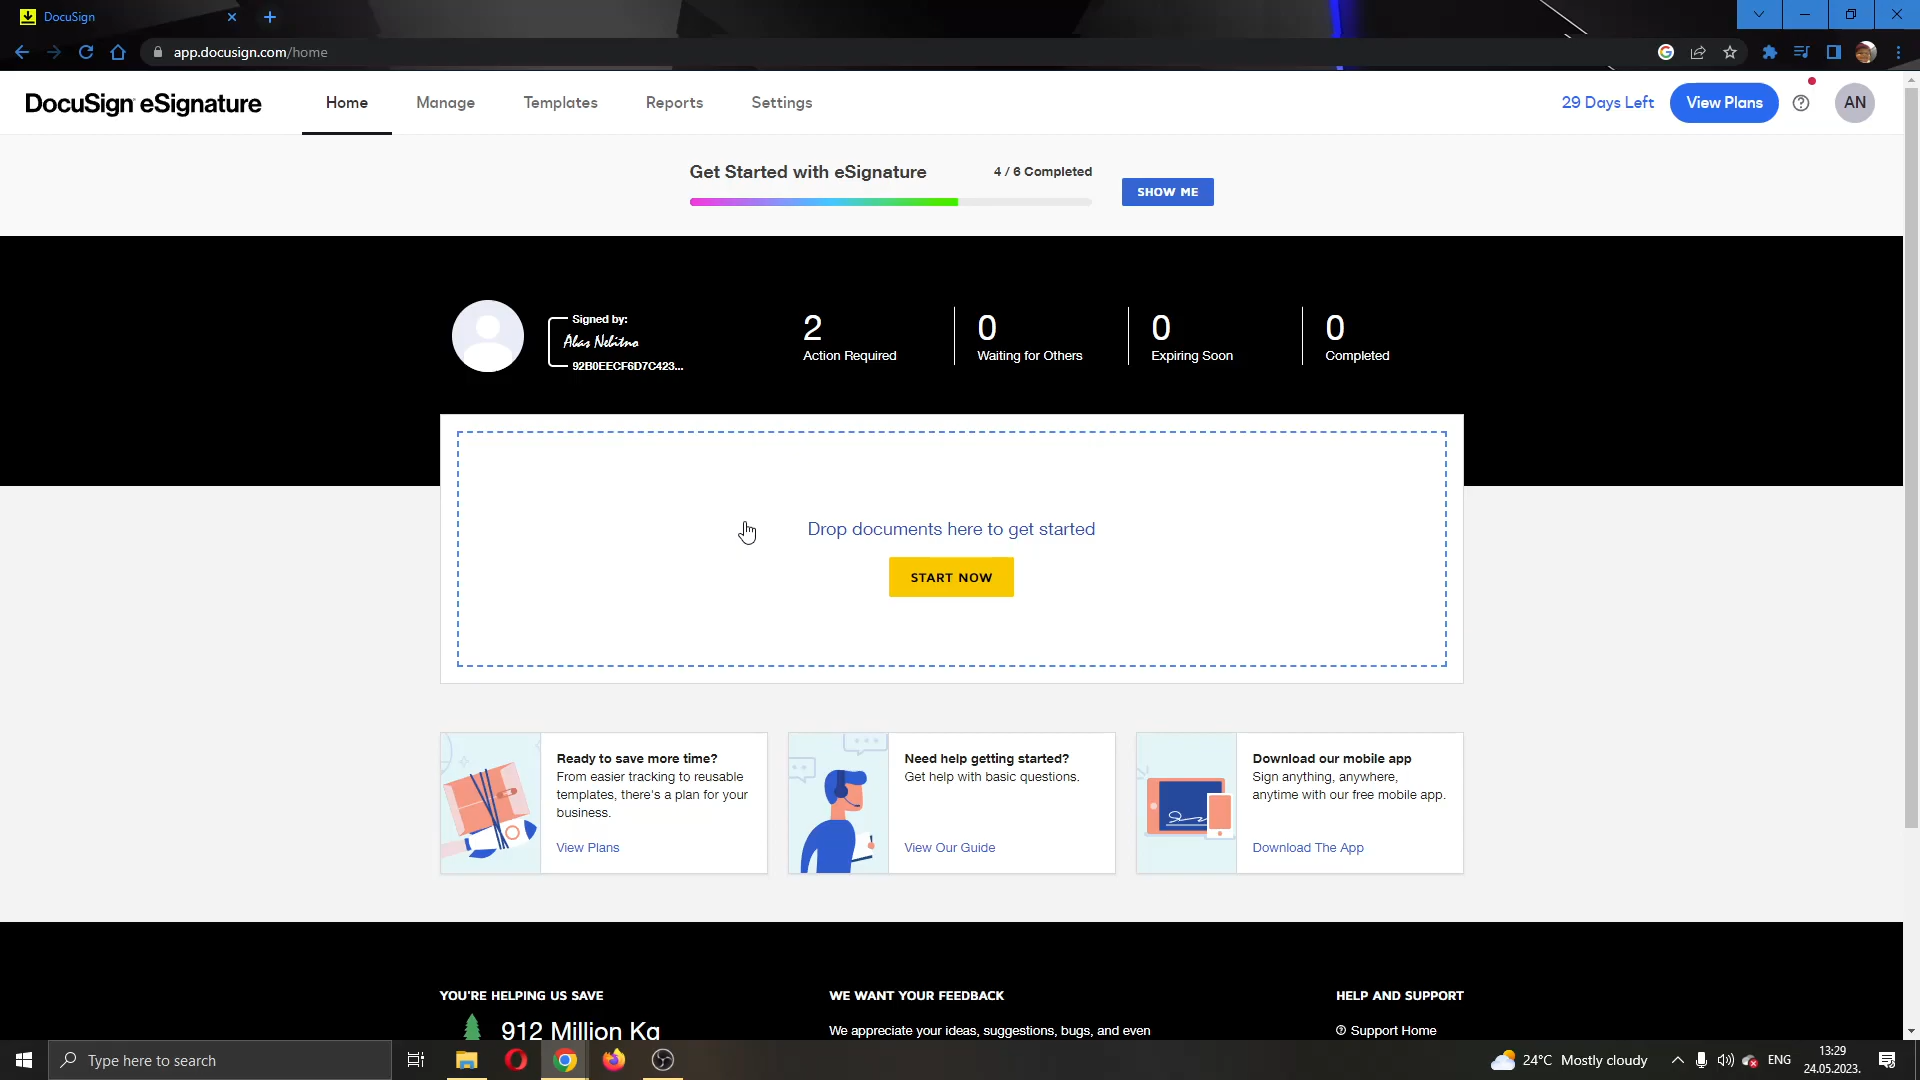 DocuSign
app.docusign.com/home
DocuSign eSignature
Home
Manage
Templates
Reports
Settings
29 Days Left
View Plans
AN
Get Started with eSignature
4 / 6 Completed
SHOW ME
Signed by:
Abas Nebitno
92B0EECF6D7C423...
2
Action Required
0
Waiting for Others
0
Expiring Soon
0
Completed
Drop documents here to get started
START NOW
Ready to save more time?
From easier tracking to reusable
templates, there's a plan for your
business.
View Plans
Need help getting started?
Get help with basic questions.
View Our Guide
Download our mobile app
Sign anything, anywhere,
anytime with our free mobile app.
Download The App
YOU'RE HELPING US SAVE
912 Million Kg
WE WANT YOUR FEEDBACK
We appreciate your ideas, suggestions, bugs, and even
HELP AND SUPPORT
Support Home
Type here to search
24°C Mostly cloudy
ENG
13:29
24.05.2023.